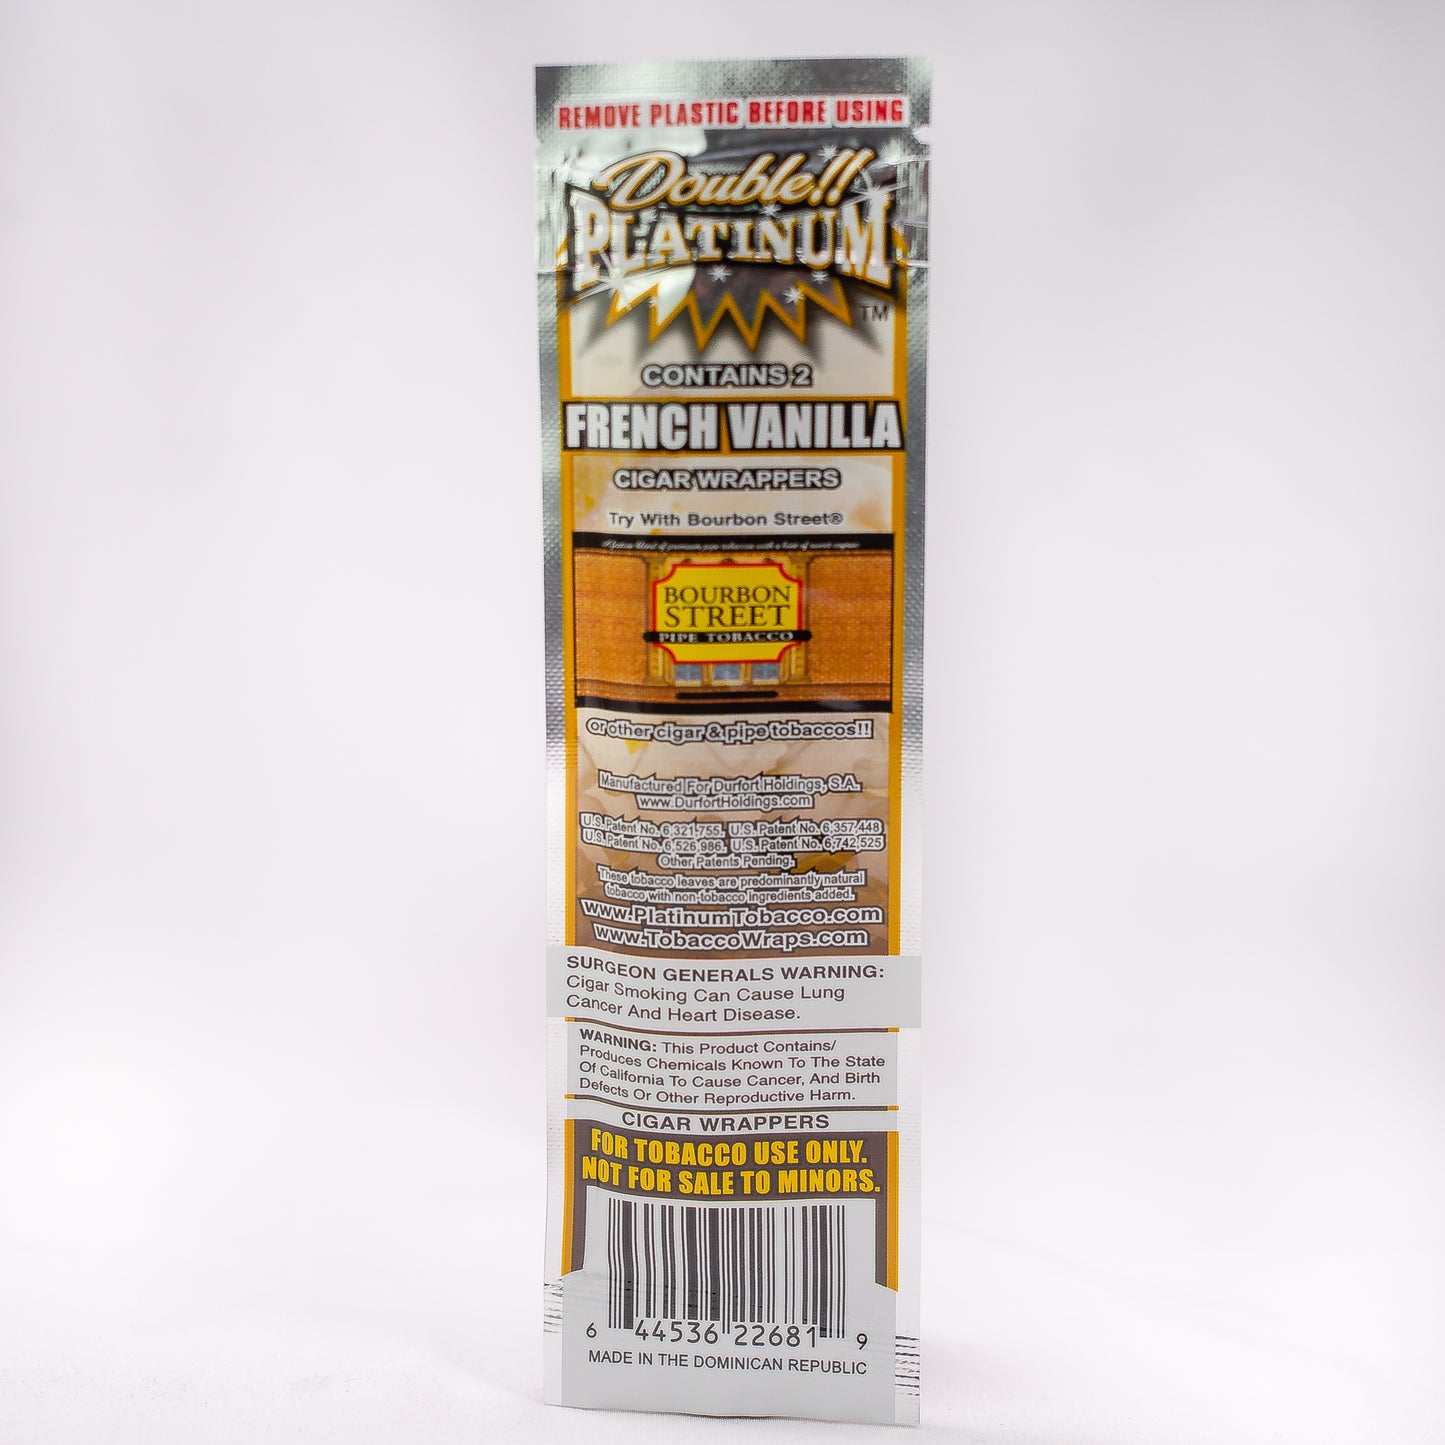 REMOVE PLASTIC BEFORE USING
Double!!
PLATINUM
TM
CONTAINS 2
FRENCH VANILLA
CIGAR WRAPPERS
Try With Bourbon Street®
BOURBON
STREET
PIPE TOBACCO
or other cigar & pipe tobaccos!!
Manufactured For Durfort Holdings, S.A.
www.DurfortHoldings.com
U.S. Patent No. 6,321,755. U.S. Patent No. 6,357,448
U.S. Patent No. 6,526,986. U.S. Patent No. 6,742,525
Other Patents Pending.
These tobacco leaves are predominantly natural
tobacco with non-tobacco ingredients added.
www.PlatinumTobacco.com
www.TobaccoWraps.com
SURGEON GENERALS WARNING:
Cigar Smoking Can Cause Lung
Cancer And Heart Disease.
WARNING: This Product Contains/
Produces Chemicals Known To The State
Of California To Cause Cancer, And Birth
Defects Or Other Reproductive Harm.
CIGAR WRAPPERS
FOR TOBACCO USE ONLY.
NOT FOR SALE TO MINORS.
6 44536 22681 9
MADE IN THE DOMINICAN REPUBLIC